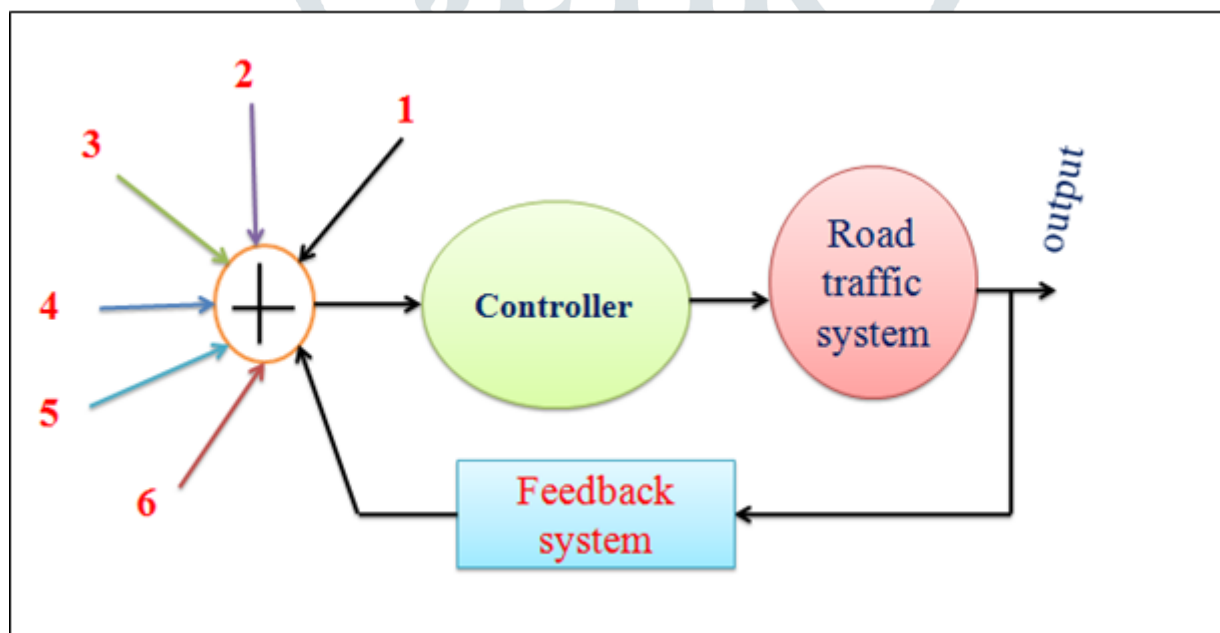 2
1
3
4
5
6
Controller
Road
traffic
system
output
Feedback
system